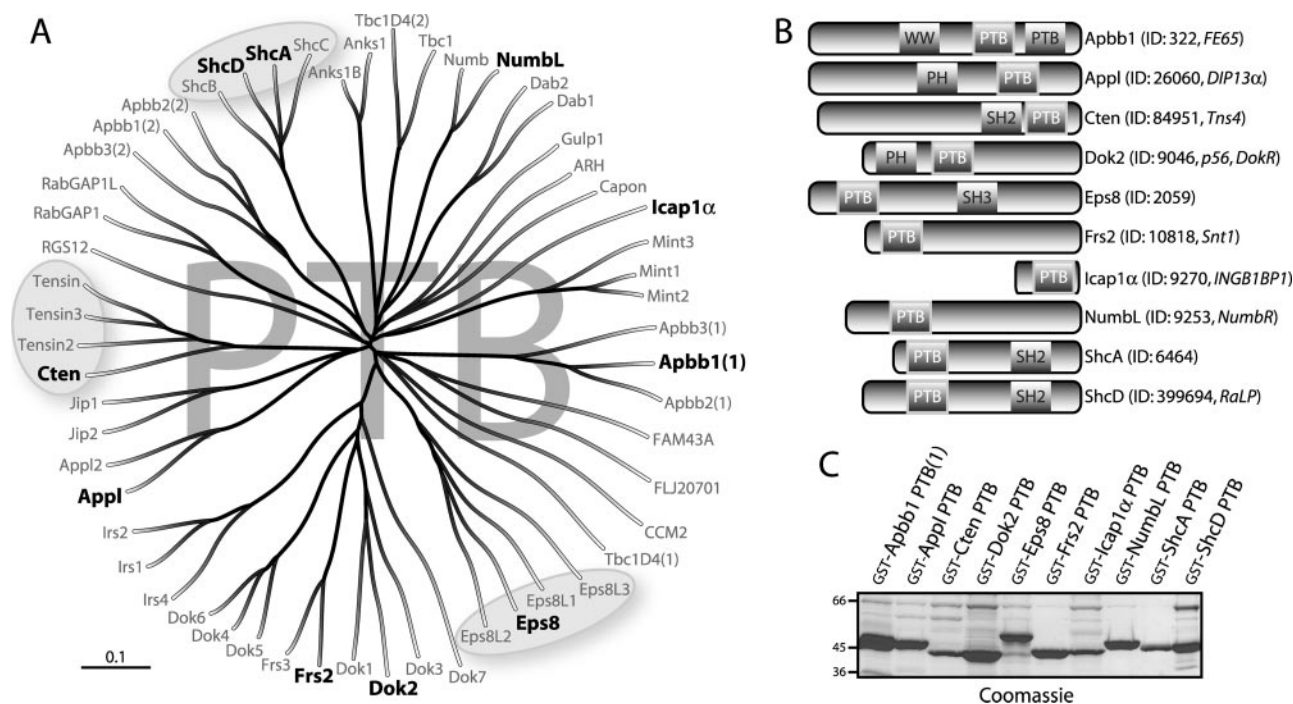 A
PTB
Tbc1D4(2)
Anks1
Tbc1
Anks1B
Numb
NumbL
Dab2
Dab1
Gulp1
ARH
Capon
Icap1α
Mint3
Mint1
Mint2
Apbb3(1)
Apbb1(1)
Apbb2(1)
FAM43A
FLJ20701
CCM2
Tbc1D4(1)
Eps8L3
Eps8L1
Eps8
Eps8L2
Dok7
Dok3
Dok2
Dok1
Frs2
Frs3
Dok5
Dok4
Dok6
Irs4
Irs1
Irs2
Appl
Appl2
Jip2
Jip1
Cten
Tensin2
Tensin3
Tensin
RGS12
RabGAP1
RabGAP1L
Apbb3(2)
Apbb1(2)
Apbb2(2)
ShcB
ShcD
ShcA
ShcC
0.1
B
WW PTB PTB Apbb1 (ID: 322, FE65)
PH PTB Appl (ID: 26060, DIP13α)
SH2 PTB Cten (ID: 84951, Tns4)
PH PTB Dok2 (ID: 9046, p56, DokR)
PTB SH3 Eps8 (ID: 2059)
PTB Frs2 (ID: 10818, Snt1)
PTB Icap1α (ID: 9270, INGB1BP1)
PTB NumbL (ID: 9253, NumbR)
PTB SH2 ShcA (ID: 6464)
PTB SH2 ShcD (ID: 399694, RaLP)
C
GST-Apbb1 PTB(1)
GST-Appl PTB
GST-Cten PTB
GST-Dok2 PTB
GST-Eps8 PTB
GST-Frs2 PTB
GST-Icap1α PTB
GST-NumbL PTB
GST-ShcA PTB
GST-ShcD PTB
66
45
36
Coomassie